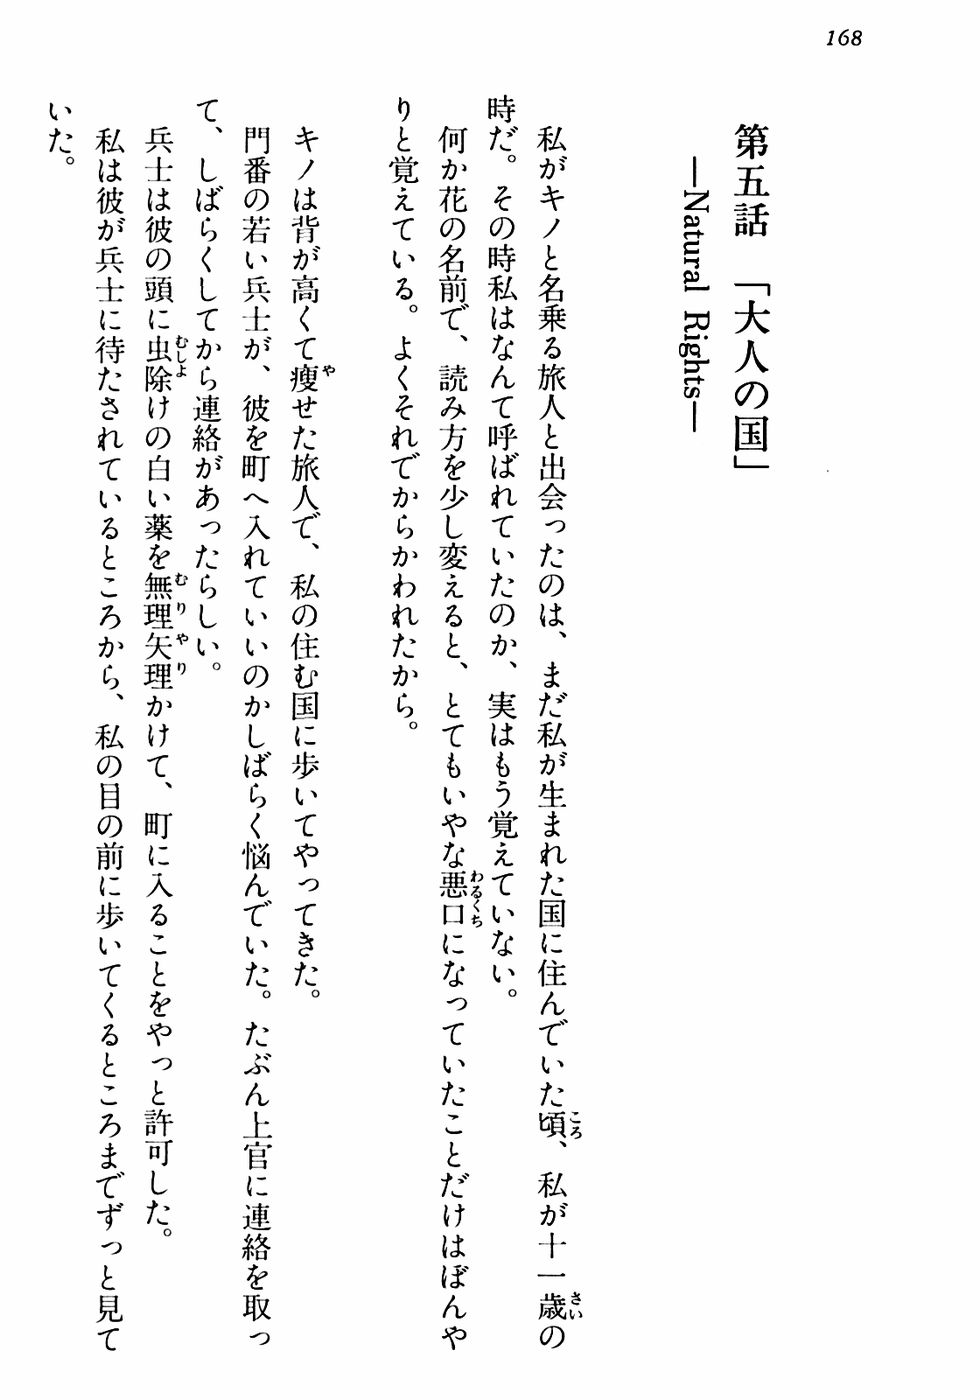 168
第五話 「大人の国」
―Natural Rights―
私がキノと名乗る旅人と出会ったのは、まだ私が生まれた国に住んでいた頃、私が十一歳の
時だ。その時私はなんて呼ばれていたのか、実はもう覚えていない。
何か花の名前で、読み方を少し変えると、とてもいやな悪口になっていたことだけはぼんや
りと覚えている。よくそれでからかわれたから。
キノは背が高くて痩せた旅人で、私の住む国に歩いてやってきた。
門番の若い兵士が、彼を町へ入れていいのかしばらく悩んでいた。たぶん上官に連絡を取っ
て、しばらくしてから連絡があったらしい。
兵士は彼の頭に虫除けの白い薬を無理矢理かけて、町に入ることをやっと許可した。
私は彼が兵士に待たされているところから、私の目の前に歩いてくるところまでずっと見て
いた。